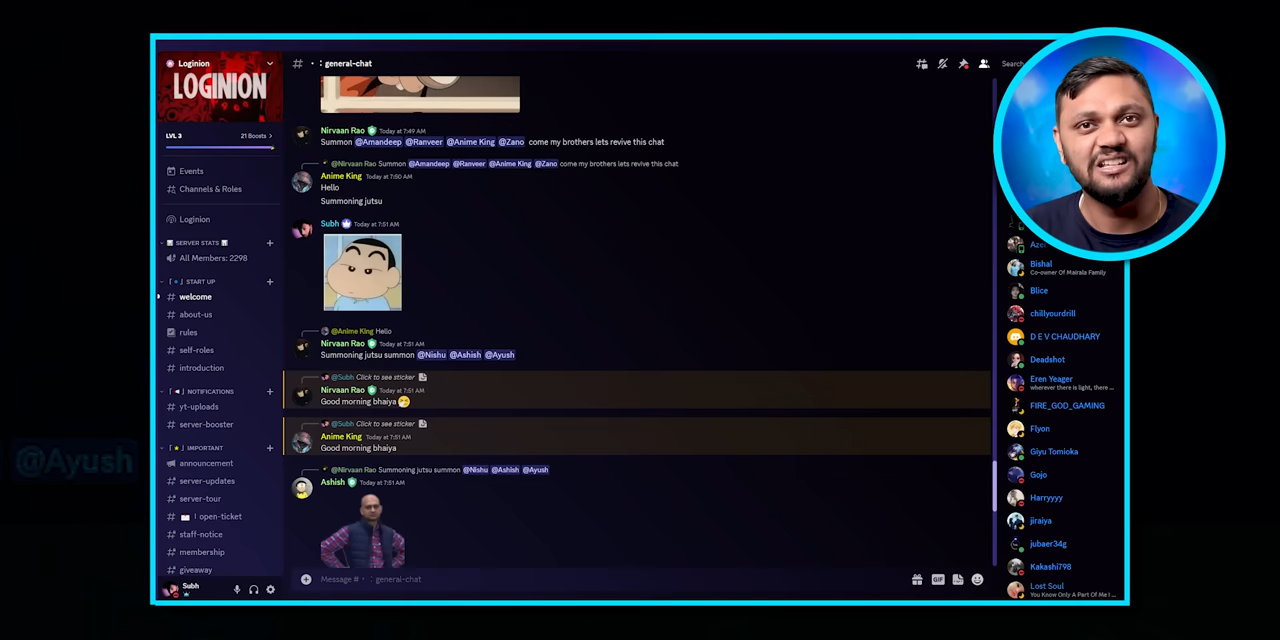 Loginion
LOGINION
LVL 3
21 Boosts >
Events
Channels & Roles
Loginion
SERVER STATS
All Members: 2298
START UP
# welcome
# about-us
rules
# self-roles
# introduction
NOTIFICATIONS
# yt-uploads
# server-booster
IMPORTANT
announcement
# server-updates
# server-tour
# open-ticket
# staff-notice
# membership
# giveaway
Subh
# general-chat
Search
Nirvaan Rao Today at 7:49 AM
Summon @Amandeep @Ranveer @Anime King @Zano come my brothers lets revive this chat
@Nirvaan Rao Summon @Amandeep @Ranveer @Anime King @Zano come my brothers lets revive this chat
Anime King Today at 7:50 AM
Hello
Summoning jutsu
Subh Today at 7:51 AM
@Anime King Hello
Nirvaan Rao Today at 7:51 AM
Summoning jutsu summon @Nishu @Ashish @Ayush
@Subh Click to see sticker
Nirvaan Rao Today at 7:51 AM
Good morning bhaiya
@Subh Click to see sticker
Anime King Today at 7:51 AM
Good morning bhaiya
@Nirvaan Rao Summoning jutsu summon @Nishu @Ashish @Ayush
Ashish Today at 7:51 AM
Message # : general-chat
GIF
Bishal
Co-owner Of Mairala Family
Blice
chillyourdrill
D E V CHAUDHARY
Deadshot
Eren Yeager
wherever there is light, there ...
FIRE_GOD_GAMING
Flyon
Giyu Tomioka
Gojo
Harryyyy
jiraiya
jubaer34g
Kakashi798
Lost Soul
You Know Only A Part Of Me I ...
@Ayush